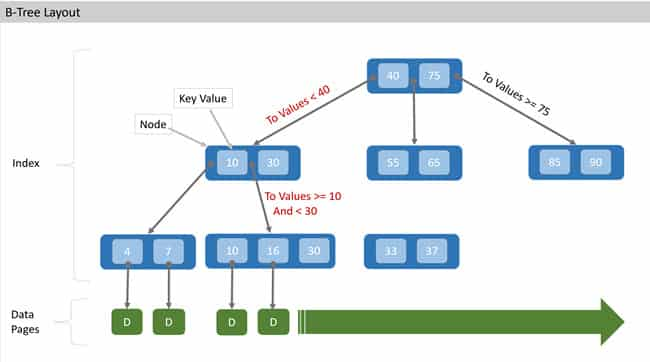 B-Tree Layout
40 75
To Values < 40
To Values >= 75
Key Value
Node
Index
10 30
55 65
85 90
To Values >= 10
And < 30
4 7
10 16 30
33 37
Data
Pages
D D D D